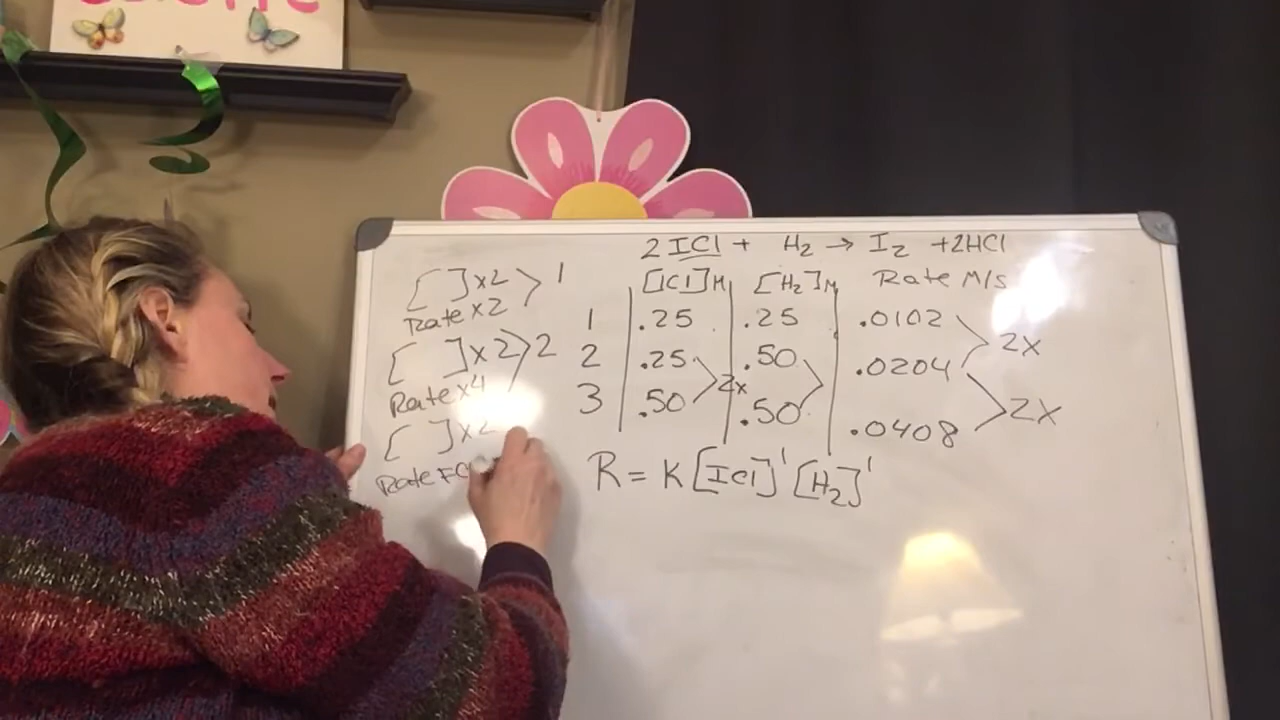 2 ICl + H₂ → I₂ +2HCl
[ICl]M [H₂]M Rate M/s
1 .25 .25 .0102
2 .25 .50 .0204
3 .50 .50 .0408
2x
2x
2x
R = K[ICl]¹[H₂]¹
[ ]x2
Rate x2
1
[ ]x2
Rate x4
2
[ ]x2
Rate